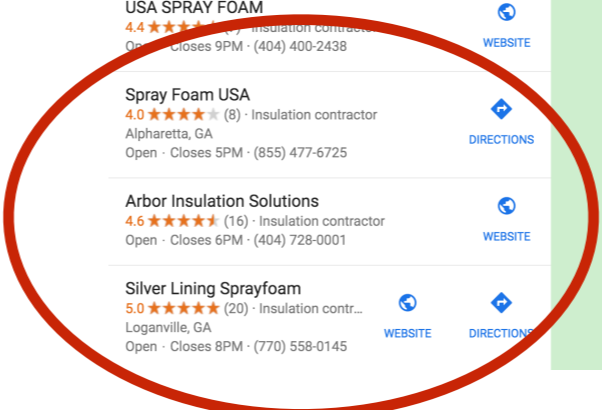 USA SPRAY FOAM
4.4 ★★★★ Insulation contractor
WEBSITE
Open · Closes 9PM · (404) 400-2438
Spray Foam USA
4.0 ★★★★★ (8) · Insulation contractor
Alpharetta, GA
DIRECTIONS
Open · Closes 5PM · (855) 477-6725
Arbor Insulation Solutions
4.6 ★★★★★ (16) · Insulation contractor
WEBSITE
Open · Closes 6PM · (404) 728-0001
Silver Lining Sprayfoam
5.0 ★★★★★ (20) · Insulation contr...
Loganville, GA
WEBSITE DIRECTIONS
Open · Closes 8PM · (770) 558-0145